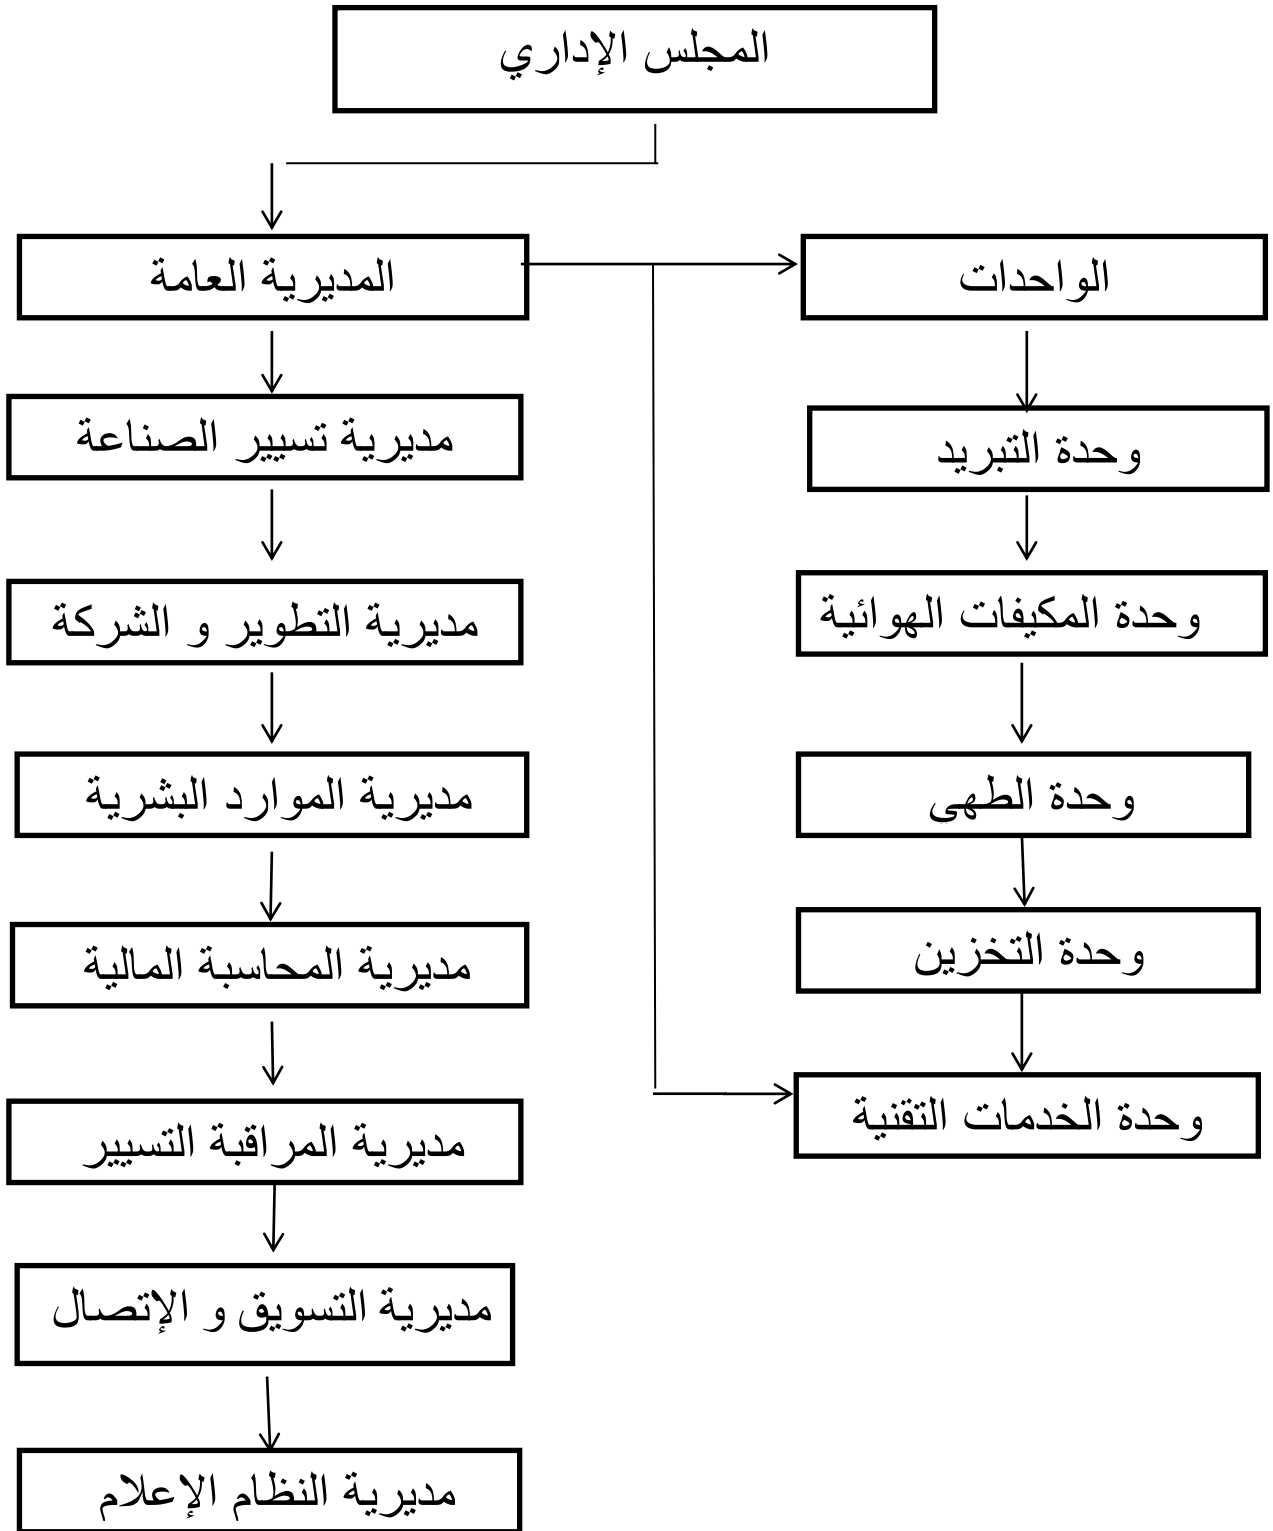 المجلس الإداري
المديرية العامة
الواحدات
مديرية تسيير الصناعة
وحدة التبريد
مديرية التطوير و الشركة
وحدة المكيفات الهوائية
مديرية الموارد البشرية
وحدة الطهى
مديرية المحاسبة المالية
وحدة التخزين
مديرية المراقبة التسيير
وحدة الخدمات التقنية
مديرية التسويق و الإتصال
مديرية النظام الإعلام